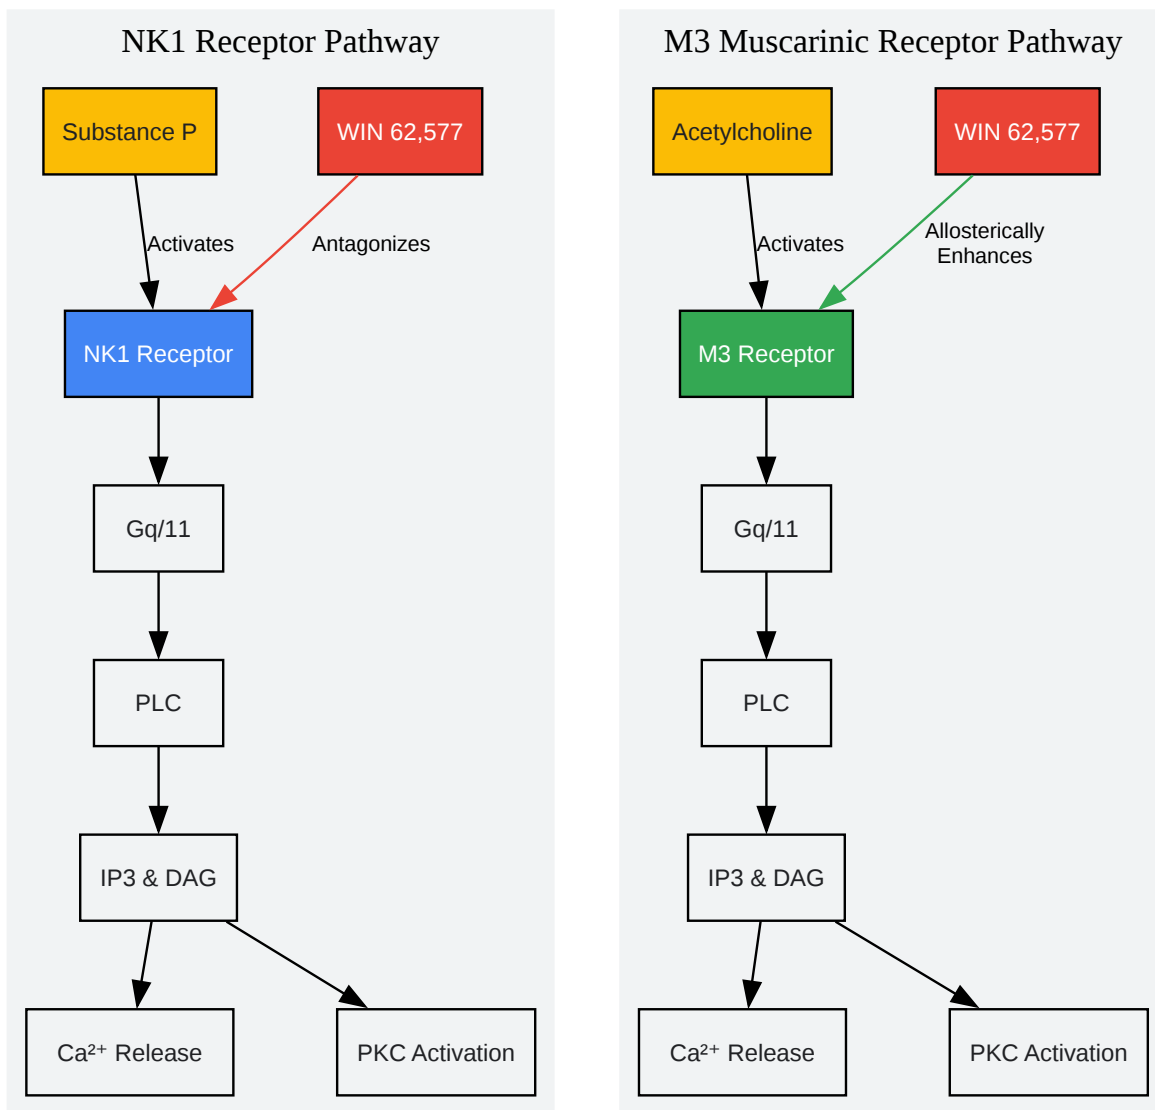 NK1 Receptor Pathway
Substance P
WIN 62,577
Activates
Antagonizes
NK1 Receptor
Gq/11
PLC
IP3 & DAG
Ca²⁺ Release
PKC Activation
M3 Muscarinic Receptor Pathway
Acetylcholine
WIN 62,577
Activates
Allosterically
Enhances
M3 Receptor
Gq/11
PLC
IP3 & DAG
Ca²⁺ Release
PKC Activation